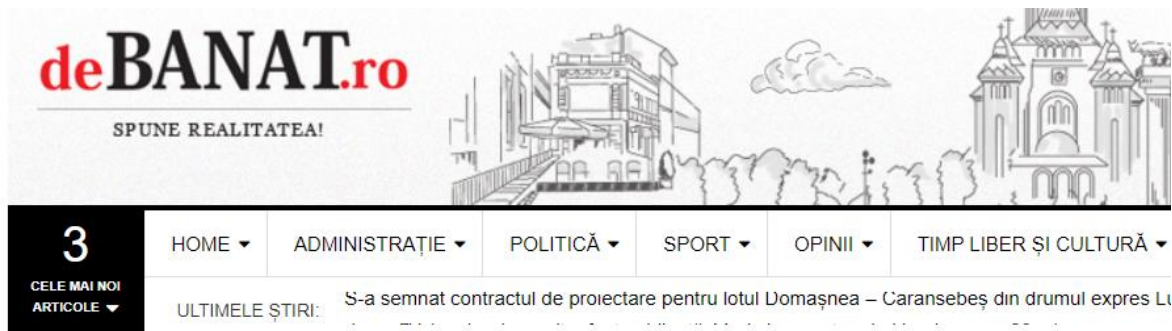 deBANAT.ro
SPUNE REALITATEA!
3
CELE MAI NOI
ARTICOLE
HOME
ADMINISTRAȚIE
POLITICĂ
SPORT
OPINII
TIMP LIBER ȘI CULTURĂ
ULTIMELE ȘTIRI:
S-a semnat contractul de proiectare pentru lotul Domașnea – Caransebeș din drumul expres